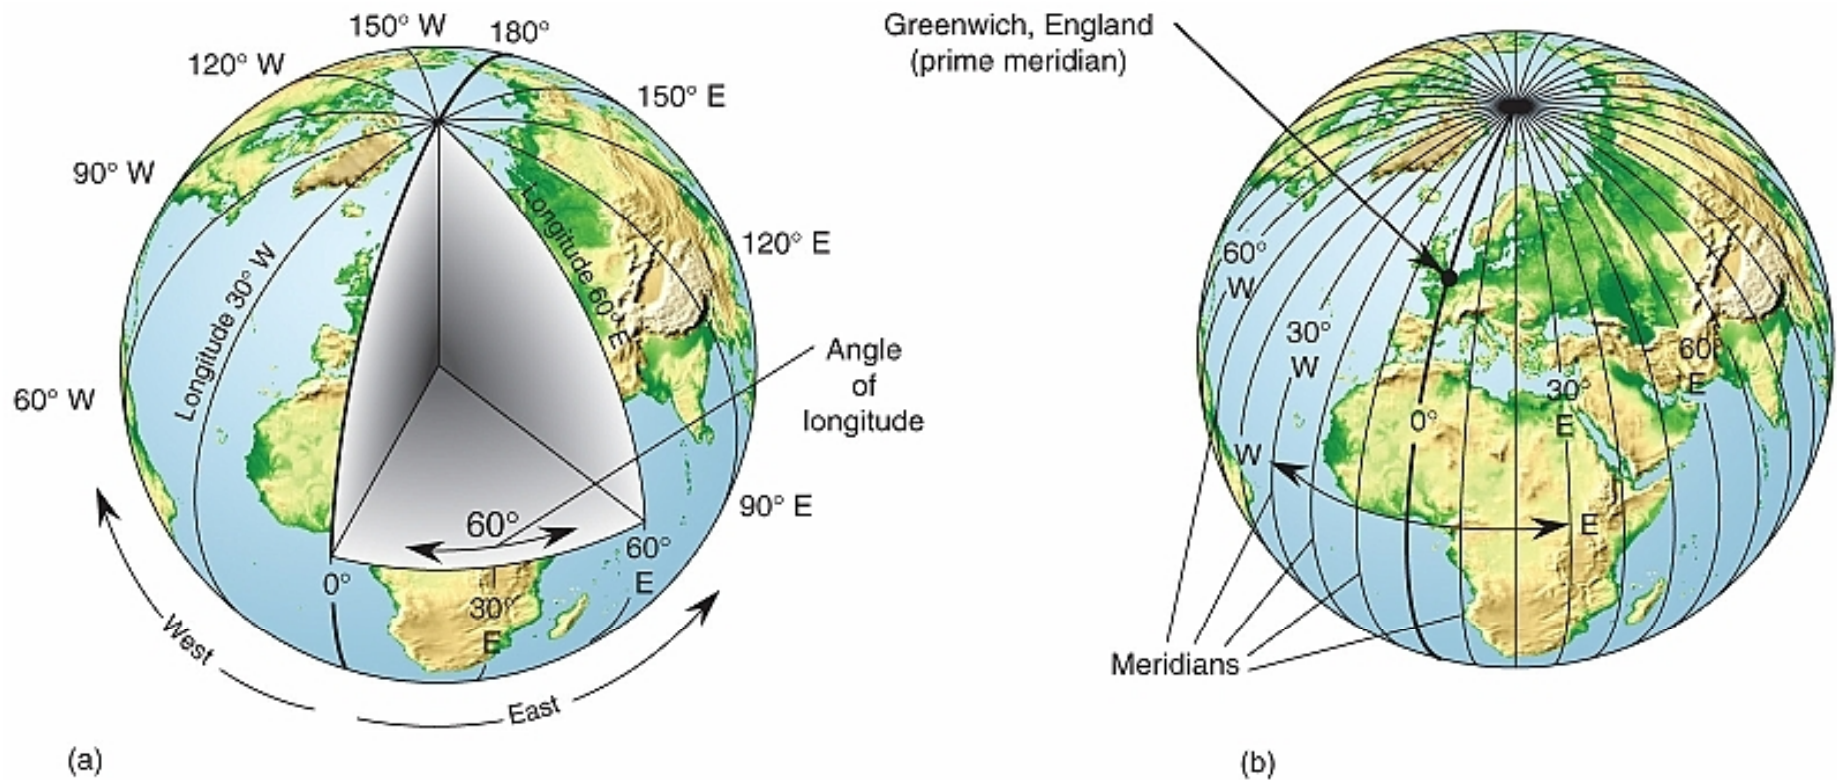 150° W
180°
120° W
150° E
90° W
120° E
Longitude 30° W
Longitude 60° E
60° W
Angle
of
longitude
90° E
60°
60°
E
0°
30°
E
West
East
(a)
Greenwich, England
(prime meridian)
60°
W
30°
W
60°
E
30°
E
0°
W
E
Meridians
(b)